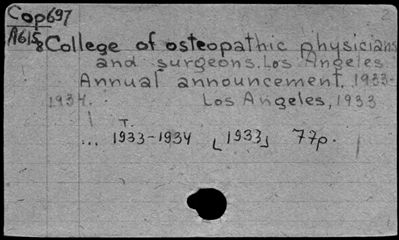 Cop697
A615
8 College of osteopathic physicians
and surgeons. Los Angeles
Annual announcement. 1933-
1934. Los Angeles, 1933
T.
... 1933-1934 [1933] 77p.